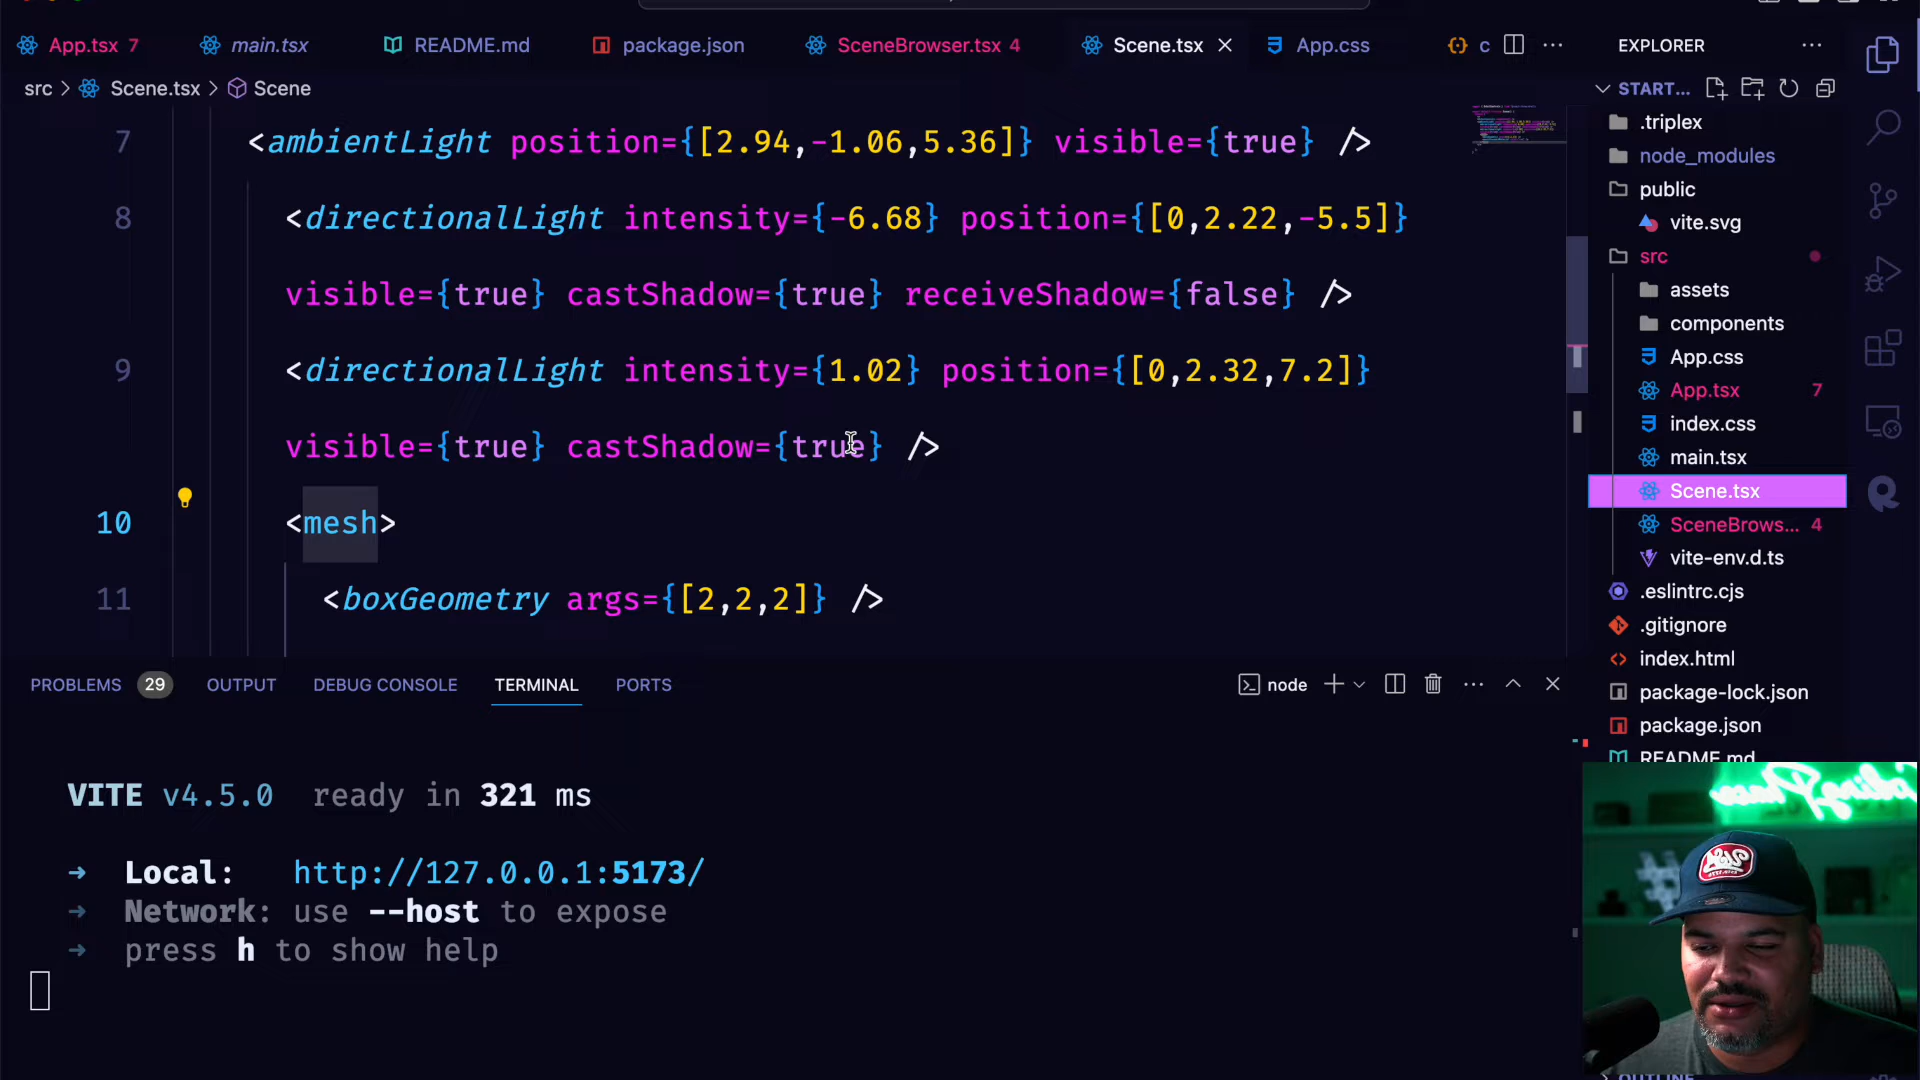 App.tsx 7 main.tsx README.md package.json SceneBrowser.tsx 4 Scene.tsx App.css c
src > Scene.tsx > Scene
7 <ambientLight position={[2.94,-1.06,5.36]} visible={true} />
8 <directionalLight intensity={-6.68} position={[0,2.22,-5.5]}
visible={true} castShadow={true} receiveShadow={false} />
9 <directionalLight intensity={1.02} position={[0,2.32,7.2]}
visible={true} castShadow={true} />
10 <mesh>
11 <boxGeometry args={[2,2,2]} />
PROBLEMS 29 OUTPUT DEBUG CONSOLE TERMINAL PORTS
node
VITE v4.5.0 ready in 321 ms
➜ Local: http://127.0.0.1:5173/
➜ Network: use --host to expose
➜ press h to show help
EXPLORER
START...
.triplex
node_modules
public
vite.svg
src
assets
components
App.css
App.tsx 7
index.css
main.tsx
Scene.tsx
SceneBrows... 4
vite-env.d.ts
.eslintrc.cjs
.gitignore
index.html
package-lock.json
package.json
README.md
OUTLINE